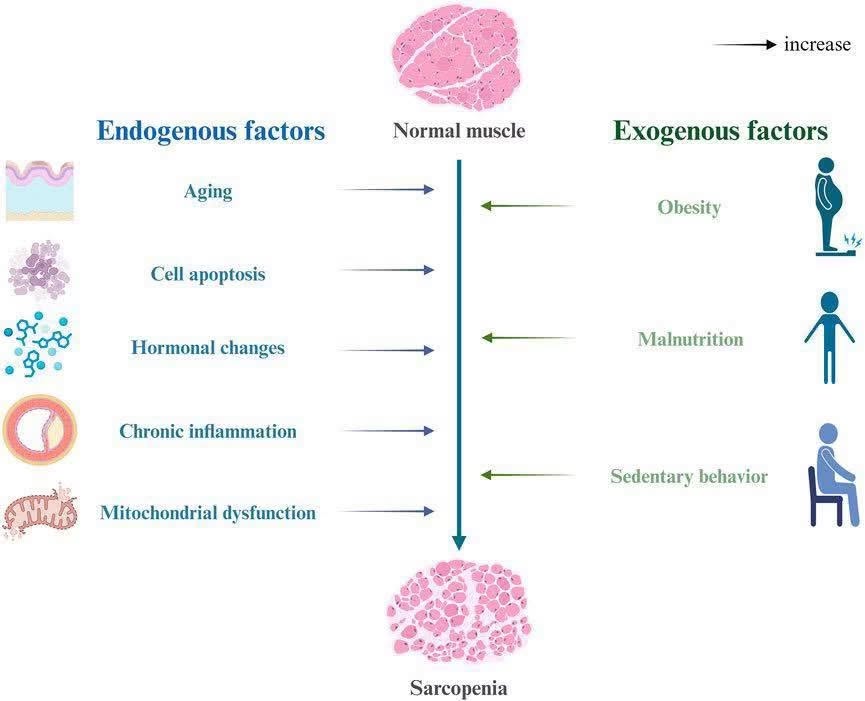 increase
Normal muscle
Endogenous factors
Aging
Cell apoptosis
Hormonal changes
Chronic inflammation
Mitochondrial dysfunction
Exogenous factors
Obesity
Malnutrition
Sedentary behavior
Sarcopenia